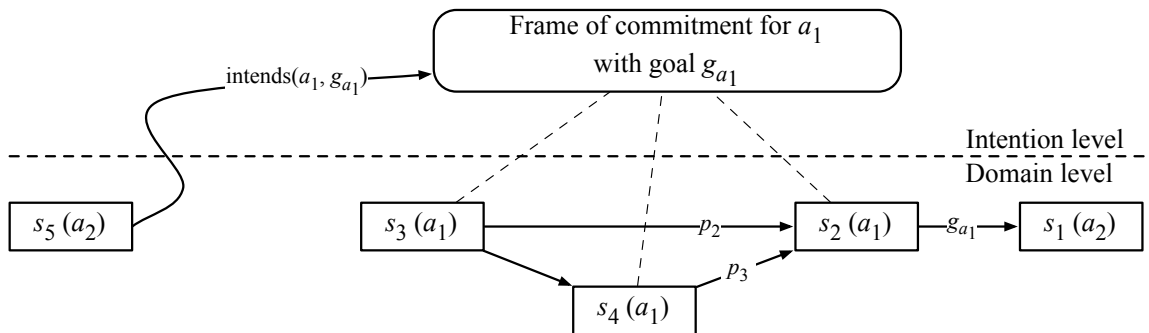 Frame of commitment for a₁
with goal gₐ₁
intends(a₁, gₐ₁)
Intention level
Domain level
s₅ (a₂)
s₃ (a₁)
p₂
s₂ (a₁)
gₐ₁
s₁ (a₂)
p₃
s₄ (a₁)